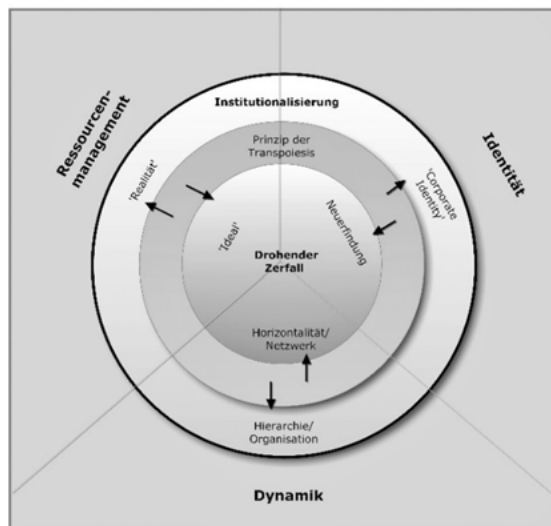 Ressourcen-
management
Identität
Institutionalisierung
Prinzip der
Transpoiesis
'Realität'
'Corporate
Identity'
'Ideal'
Neuerfindung
Drohender
Zerfall
Horizontalität/
Netzwerk
Hierarchie/
Organisation
Dynamik